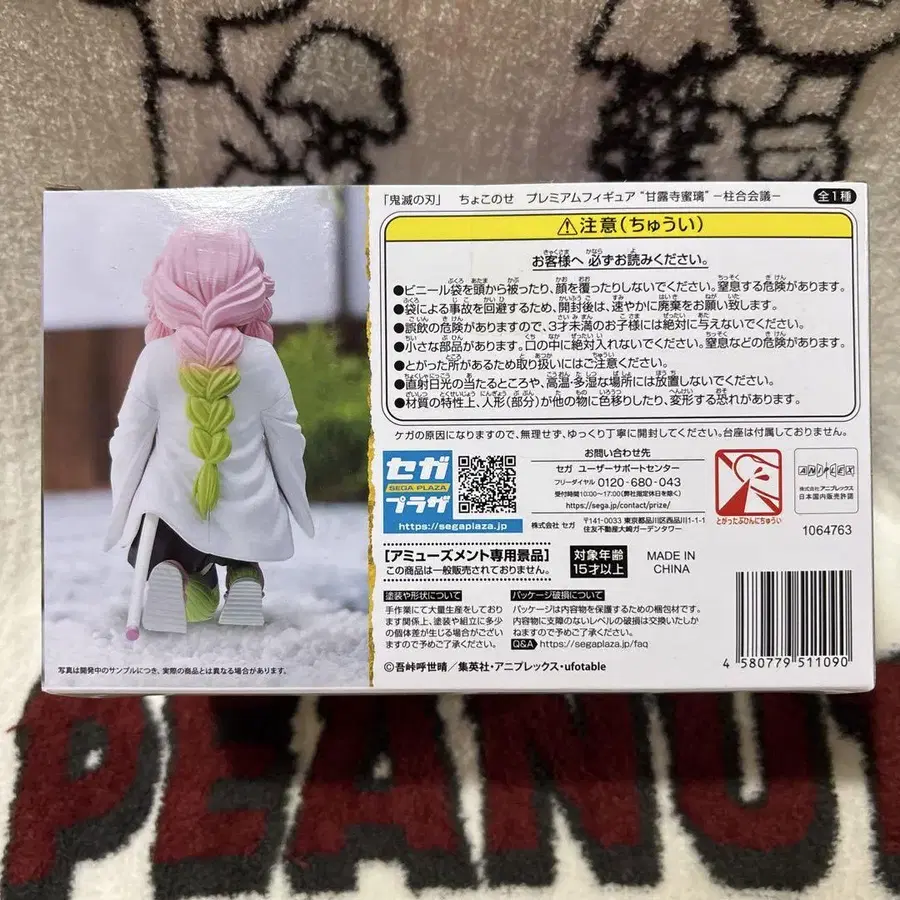 「鬼滅の刃」 ちょこのせ プレミアムフィギュア “甘露寺蜜璃” −柱合会議−
全1種
⚠注意(ちゅうい)
お客様へ 必ずお読みください。
●ビニール袋を頭から被ったり、顔を覆ったりしないでください。窒息する危険があります。
●袋による事故を回避するため、開封後は、速やかに廃棄をお願い致します。
●誤飲の危険がありますので、3才未満のお子様には絶対に与えないでください。
●小さな部品があります。口の中に絶対入れないでください。窒息などの危険があります。
●とがった所があるため取り扱いにはご注意ください。
●直射日光の当たるところや、高温・多湿な場所には放置しないでください。
●材質の特性上、人形(部分)が他の物に色移りしたり、変形する恐れがあります。
ケガの原因になりますので、無理せず、ゆっくり丁寧に開封してください。台座は付属しておりません。
セガ
SEGA PLAZA
プラザ
https://segaplaza.jp
お問い合わせ先
セガ ユーザーサポートセンター
フリーダイヤル 0120-680-043
受付時間10:00〜17:00(弊社指定休日を除く)
https://sega.jp/contact/prize/
株式会社 セガ
〒141-0033 東京都品川区西品川1-1-1
住友不動産大崎ガーデンタワー
とがったぶひんにちゅうい
ANIPLEX
株式会社アニプレックス
日本国内販売許諾
1064763
【アミューズメント専用景品】
この商品は一般販売されておりません。
対象年齢
15才以上
MADE IN
CHINA
塗装や形状について
手作業にて大量生産をしております関係上、塗装や組立に多少
の個体差が生じる場合がござい
ますので予めご了承ください。
パッケージ破損について
パッケージは内容物を保護するための梱包材です。
内容物に支障のないレベルの破損は交換いたしか
ねますので予めご了承ください。
Q&A https://segaplaza.jp/faq
4 580779 511090
写真は開発中のサンプルにつき、実際の商品とは異なる場合があります。
©吾峠呼世晴/集英社・アニプレックス・ufotable
PEANU